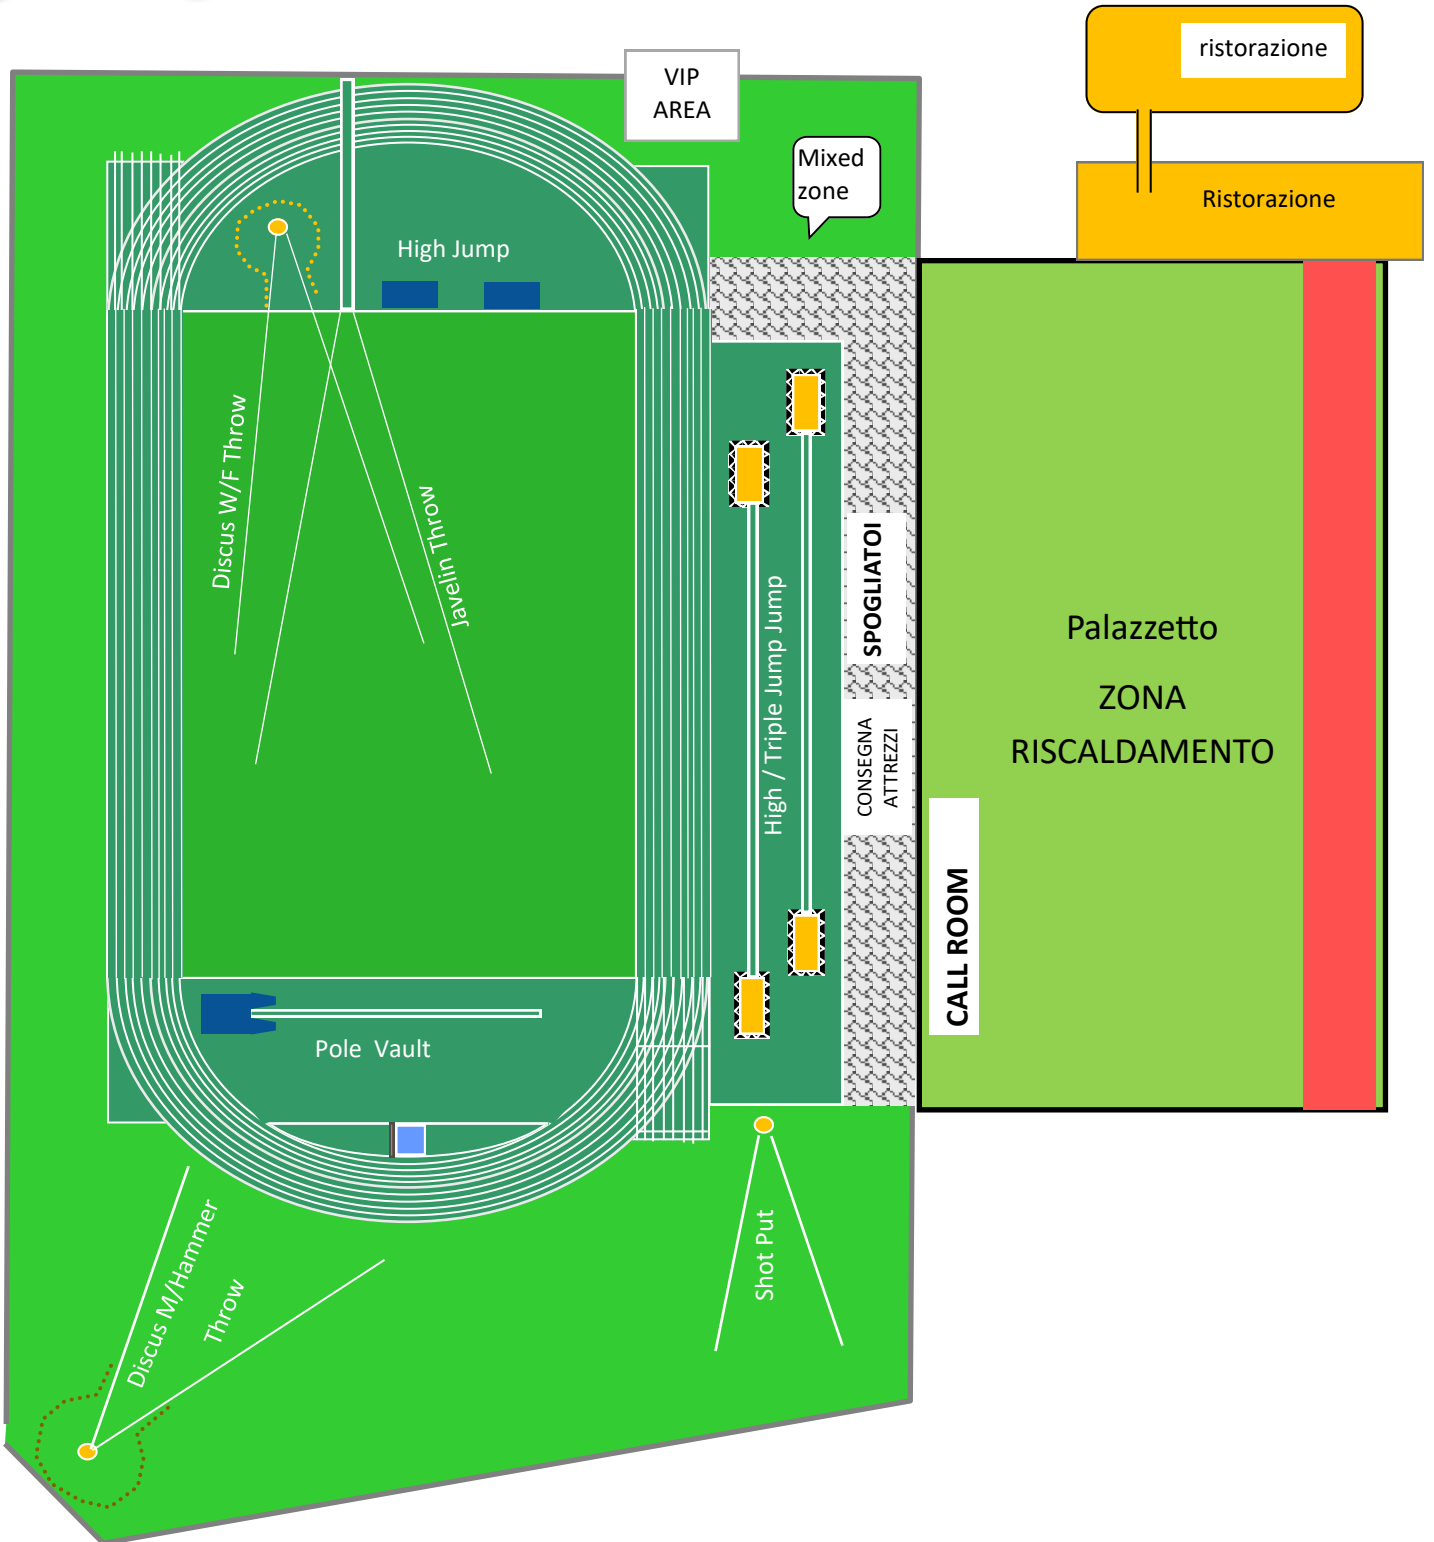 ristorazione
VIP
AREA
Mixed
zone
Ristorazione
High Jump
Discus W/F Throw
Javelin Throw
High / Triple Jump Jump
SPOGLIATOI
CONSEGNA
ATTREZZI
Palazzetto
ZONA
RISCALDAMENTO
CALL ROOM
Pole Vault
Discus M/Hammer
Throw
Shot Put